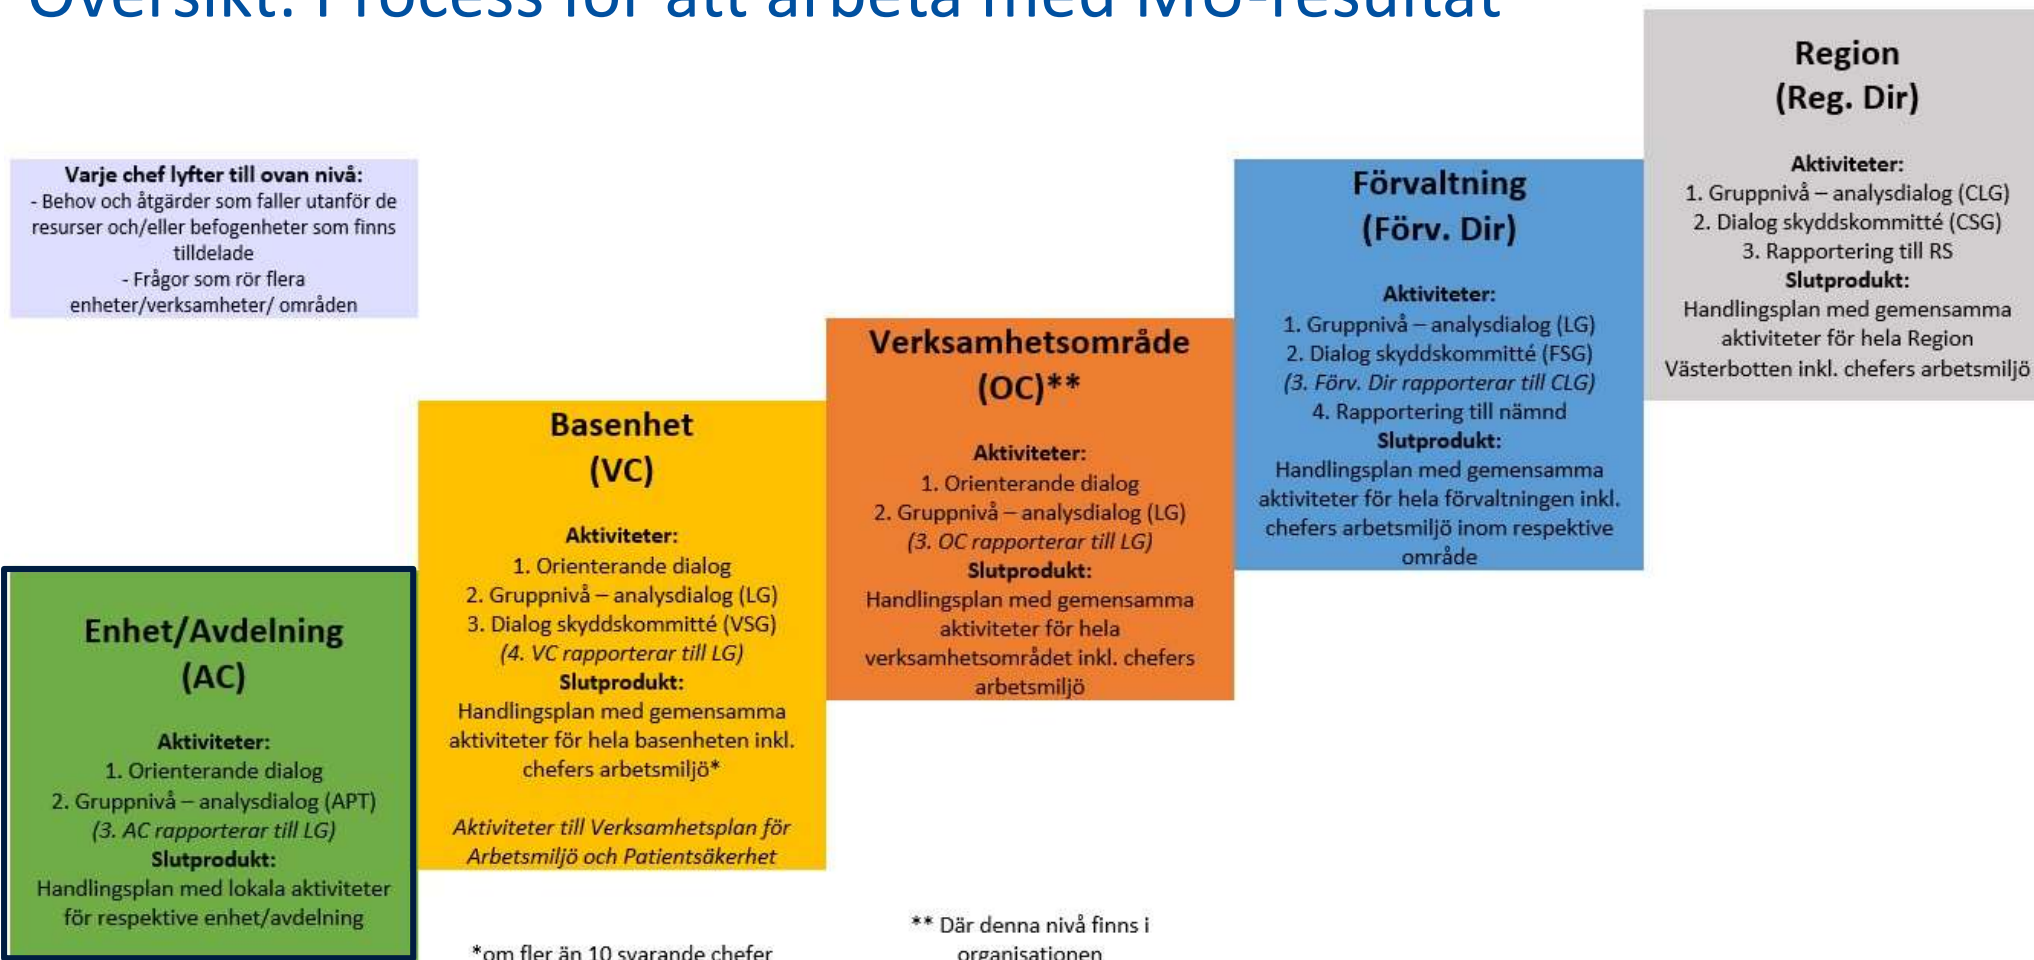 Översikt: Process för att arbeta med MU-resultat
Varje chef lyfter till ovan nivå:
- Behov och åtgärder som faller utanför de
resurser och/eller befogenheter som finns
tilldelade
- Frågor som rör flera
enheter/verksamheter/ områden
Enhet/Avdelning
(AC)
Aktiviteter:
1. Orienterande dialog
2. Gruppnivå – analysdialog (APT)
(3. AC rapporterar till LG)
Slutprodukt:
Handlingsplan med lokala aktiviteter
för respektive enhet/avdelning
Basenhet
(VC)
Aktiviteter:
1. Orienterande dialog
2. Gruppnivå – analysdialog (LG)
3. Dialog skyddskommitté (VSG)
(4. VC rapporterar till LG)
Slutprodukt:
Handlingsplan med gemensamma
aktiviteter för hela basenheten inkl.
chefers arbetsmiljö*
Aktiviteter till Verksamhetsplan för
Arbetsmiljö och Patientsäkerhet
*om fler än 10 svarande chefer
Verksamhetsområde
(OC)**
Aktiviteter:
1. Orienterande dialog
2. Gruppnivå – analysdialog (LG)
(3. OC rapporterar till LG)
Slutprodukt:
Handlingsplan med gemensamma
aktiviteter för hela
verksamhetsområdet inkl. chefers
arbetsmiljö
** Där denna nivå finns i
organisationen
Förvaltning
(Förv. Dir)
Aktiviteter:
1. Gruppnivå – analysdialog (LG)
2. Dialog skyddskommitté (FSG)
(3. Förv. Dir rapporterar till CLG)
4. Rapportering till nämnd
Slutprodukt:
Handlingsplan med gemensamma
aktiviteter för hela förvaltningen inkl.
chefers arbetsmiljö inom respektive
område
Region
(Reg. Dir)
Aktiviteter:
1. Gruppnivå – analysdialog (CLG)
2. Dialog skyddskommitté (CSG)
3. Rapportering till RS
Slutprodukt:
Handlingsplan med gemensamma
aktiviteter för hela Region
Västerbotten inkl. chefers arbetsmiljö